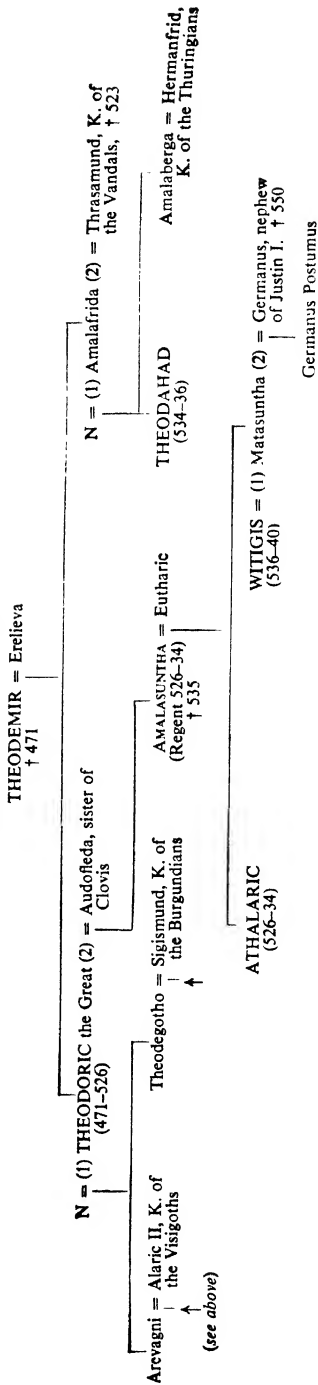 THEODEMIR = Erelieva
† 471
N = (1) THEODORIC the Great (2) = Audofleda, sister of
(471–526)
Clovis
N = (1) Amalafrida (2) = Thrasamund, K. of
the Vandals, † 523
Arevagni = Alaric II, K. of
the Visigoths
(see above)
Theodegotho = Sigismund, K. of
the Burgundians
AMALASUNTHA = Eutharic
(Regent 526–34)
† 535
THEODAHAD
(534–36)
Amalaberga = Hermanfrid,
K. of the Thuringians
ATHALARIC
(526–34)
WITIGIS = (1) Matasuntha (2) = Germanus, nephew
(536–40)
of Justin I. † 550
Germanus Postumus